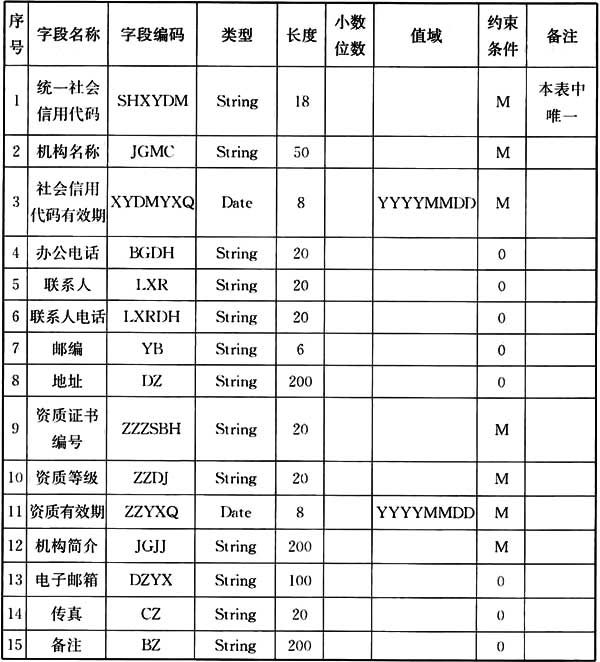 序号 字段名称 字段编码 类型 长度 小数位数 值域 约束条件 备注
1 统一社会信用代码 SHXYDM String 18 M 本表中唯一
2 机构名称 JGMC String 50 M
3 社会信用代码有效期 XYDMYXQ Date 8 YYYYMMDD M
4 办公电话 BGDH String 20 0
5 联系人 LXR String 20 0
6 联系人电话 LXRDH String 20 0
7 邮编 YB String 6 0
8 地址 DZ String 200 0
9 资质证书编号 ZZZSBH String 20 M
10 资质等级 ZZDJ String 20 M
11 资质有效期 ZZYXQ Date 8 YYYYMMDD M
12 机构简介 JGJJ String 200 M
13 电子邮箱 DZYX String 100 0
14 传真 CZ String 20 0
15 备注 BZ String 200 0